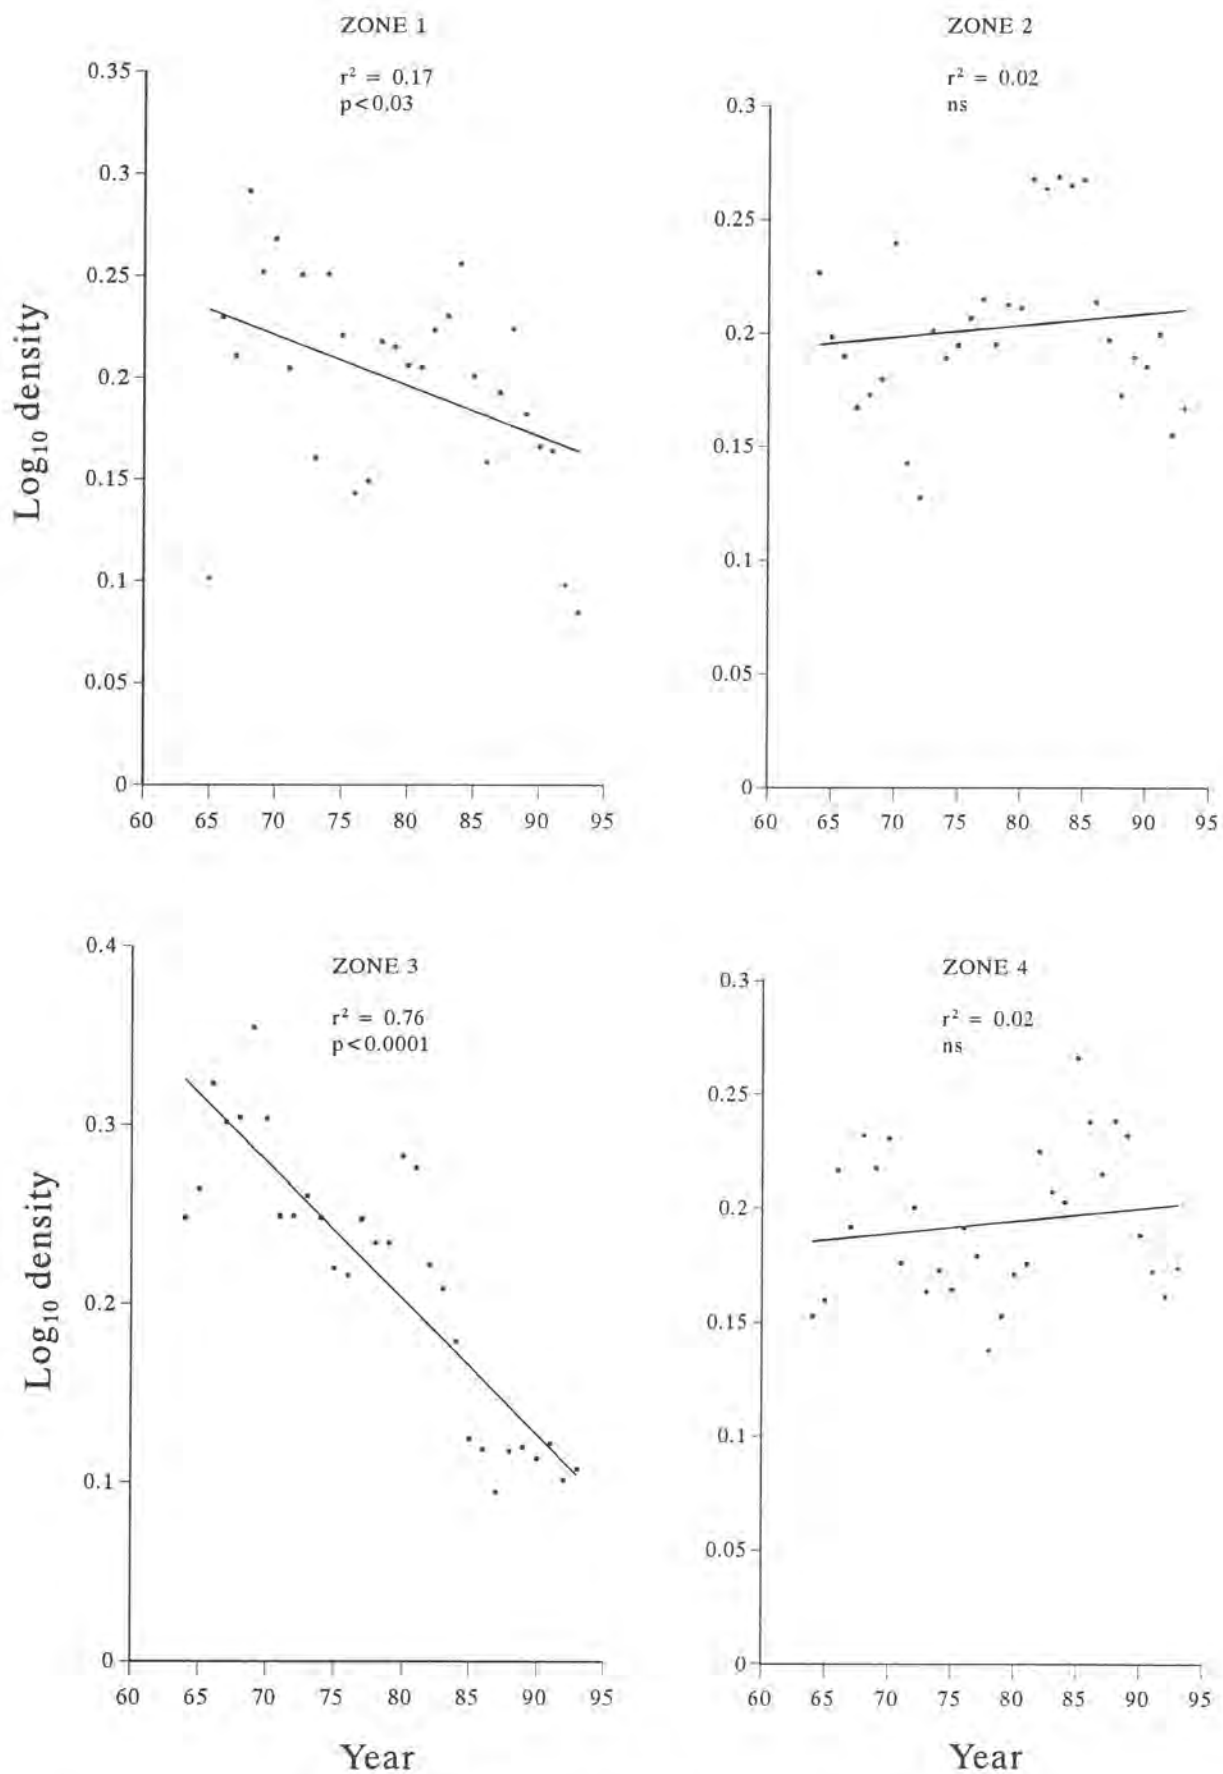 ZONE 1
r² = 0.17
p<0.03
0.35
0.3
0.25
0.2
0.15
0.1
0.05
0
60 65 70 75 80 85 90 95
Log₁₀ density
ZONE 2
r² = 0.02
ns
0.3
0.25
0.2
0.15
0.1
0.05
0
60 65 70 75 80 85 90 95
ZONE 3
r² = 0.76
p<0.0001
0.4
0.3
0.2
0.1
0
60 65 70 75 80 85 90 95
Log₁₀ density
Year
ZONE 4
r² = 0.02
ns
0.3
0.25
0.2
0.15
0.1
0.05
0
60 65 70 75 80 85 90 95
Year